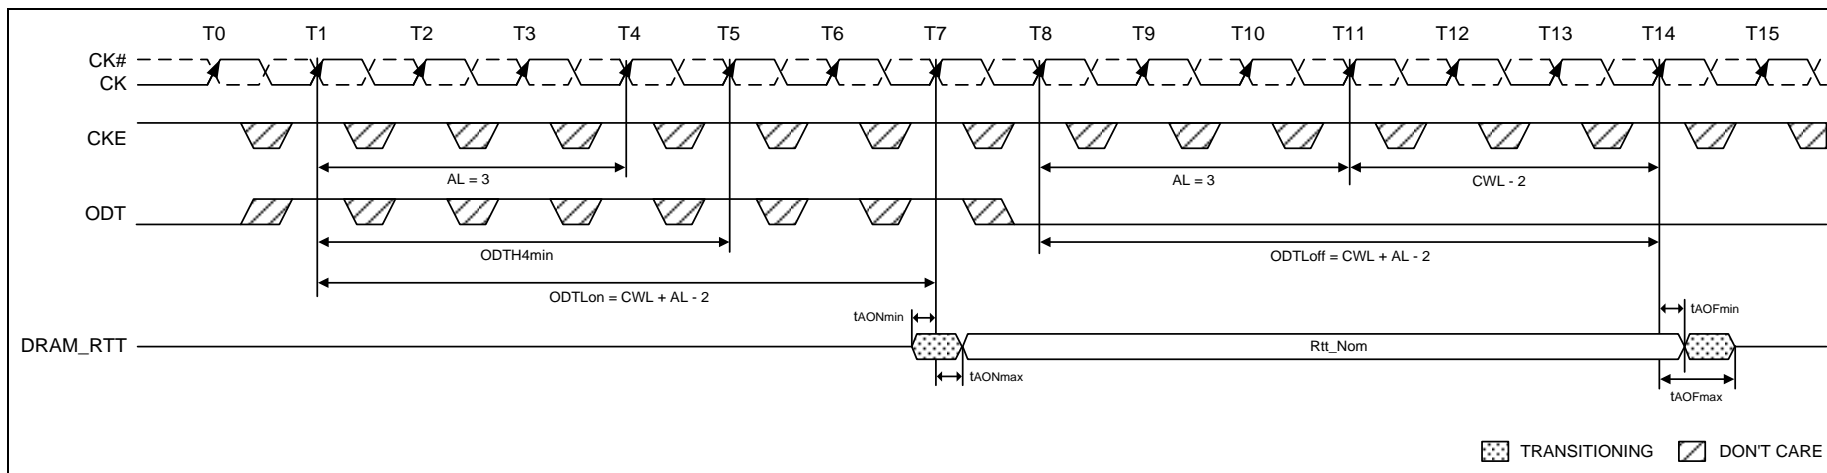 T0 T1 T2 T3 T4 T5 T6 T7 T8 T9 T10 T11 T12 T13 T14 T15
CK#
CK
CKE
AL = 3 AL = 3 CWL - 2
ODT
ODTH4min ODTLoff = CWL + AL - 2
ODTLon = CWL + AL - 2
tAONmin tAOFmin
DRAM_RTT Rtt_Nom
tAONmax
tAOFmax
TRANSITIONING DON'T CARE